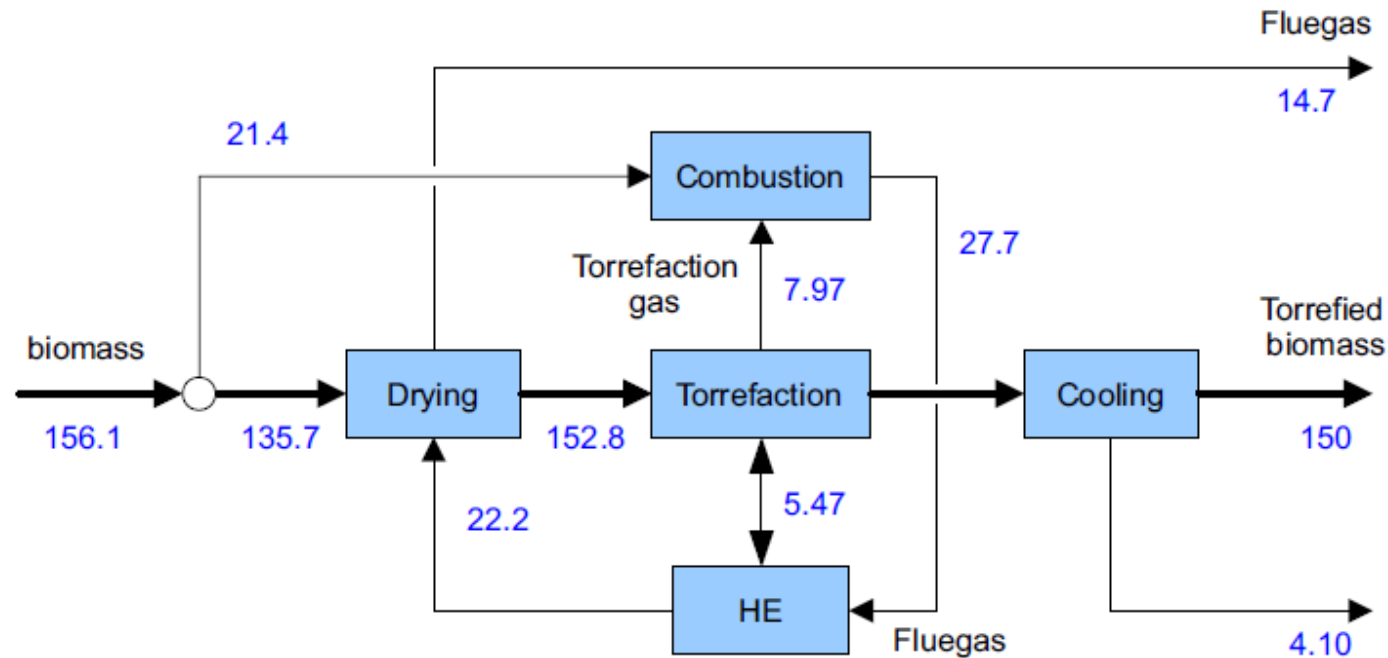 Fluegas
14.7
21.4
Combustion
27.7
Torrefaction
gas
7.97
Torrefied
biomass
biomass
Drying
Torrefaction
Cooling
156.1
135.7
152.8
150
22.2
5.47
HE
Fluegas
4.10